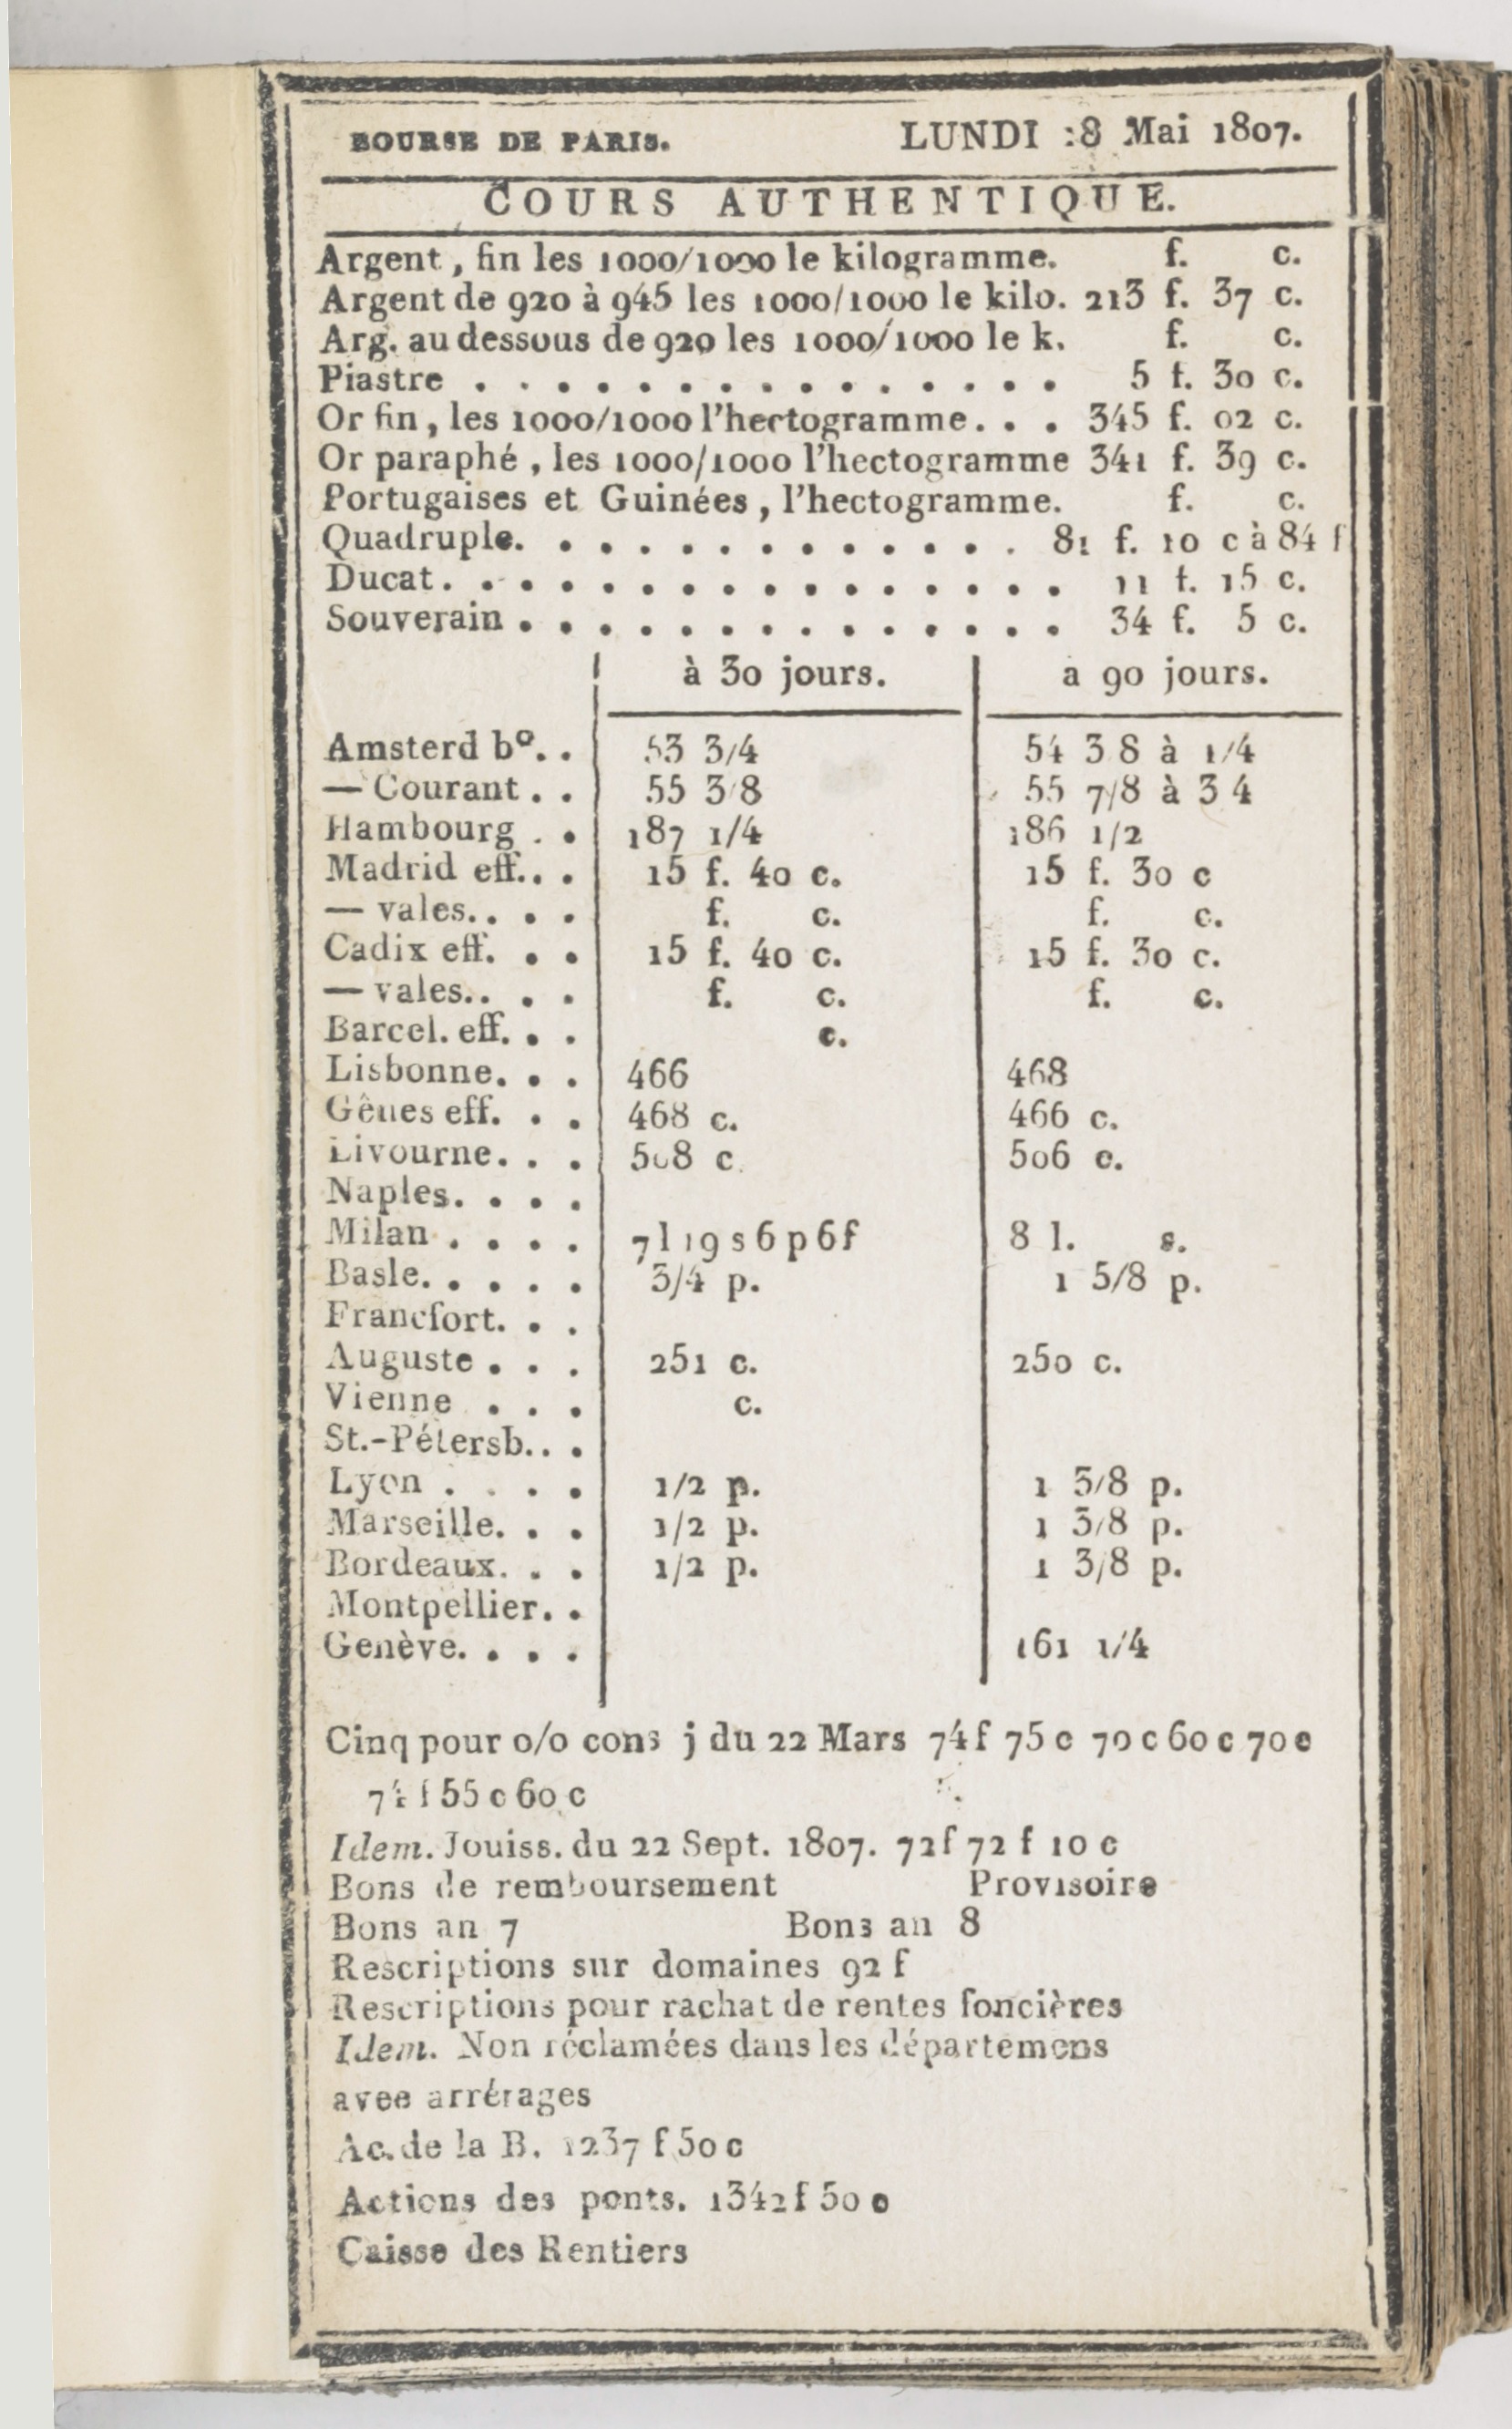 BOURSE DE PARIS. LUNDI 18 Mai 1807.
COURS AUTHENTIQUE.
Argent, fin les 1000/1000 le kilogramme. f. c.
Argent de 920 à 945 les 1000/1000 le kilo. 213 f. 37 c.
Arg. au dessous de 920 les 1000/1000 le k. f. c.
Piastre . . . . . . . . . . . . . . . 5 f. 30 c.
Or fin, les 1000/1000 l'hectogramme. . . 345 f. 02 c.
Or paraphé, les 1000/1000 l'hectogramme 341 f. 39 c.
Portugaises et Guinées, l'hectogramme. f. c.
Quadruple. . . . . . . . . . . . . 81 f. 10 c à 84 f
Ducat. . . . . . . . . . . . . . . . 11 f. 15 c.
Souverain . . . . . . . . . . . . . . 34 f. 5 c.
à 30 jours. a 90 jours.
Amsterd bº. . 53 3/4 54 3 8 à 1/4
— Courant . . 55 3/8 55 7/8 à 3 4
Hambourg . . 187 1/4 186 1/2
Madrid eff.. . 15 f. 40 c. 15 f. 30 c
— vales.. . . f. c. f. c.
Cadix eff. . . 15 f. 40 c. 15 f. 30 c.
— vales.. . . f. c. f. c.
Barcel. eff. . . c.
Lisbonne. . . 466 468
Gênes eff. . . 468 c. 466 c.
Livourne. . . 508 c. 506 c.
Naples. . . .
Milan . . . . 7 l 19 s 6 p 6 f 8 l. s.
Basle. . . . . 3/4 p. 1 5/8 p.
Francfort. . .
Auguste . . . 251 c. 250 c.
Vienne . . . c.
St.-Pétersb.. .
Lyon . . . . 1/2 p. 1 3/8 p.
Marseille. . . 1/2 p. 1 3/8 p.
Bordeaux. . . 1/2 p. 1 3/8 p.
Montpellier. .
Genève. . . . 161 1/4
Cinq pour o/o cons j du 22 Mars 74 f 75 c 70 c 60 c 70 c
74 f 55 c 60 c
Idem. Jouiss. du 22 Sept. 1807. 72 f 72 f 10 c
Bons de remboursement Provisoire
Bons an 7 Bons an 8
Rescriptions sur domaines 92 f
Rescriptions pour rachat de rentes foncières
Idem. Non réclamées dans les départemens
avec arrérages
Ac. de la B. 1237 f 50 c
Actions des ponts. 1342 f 50 c
Caisse des Rentiers